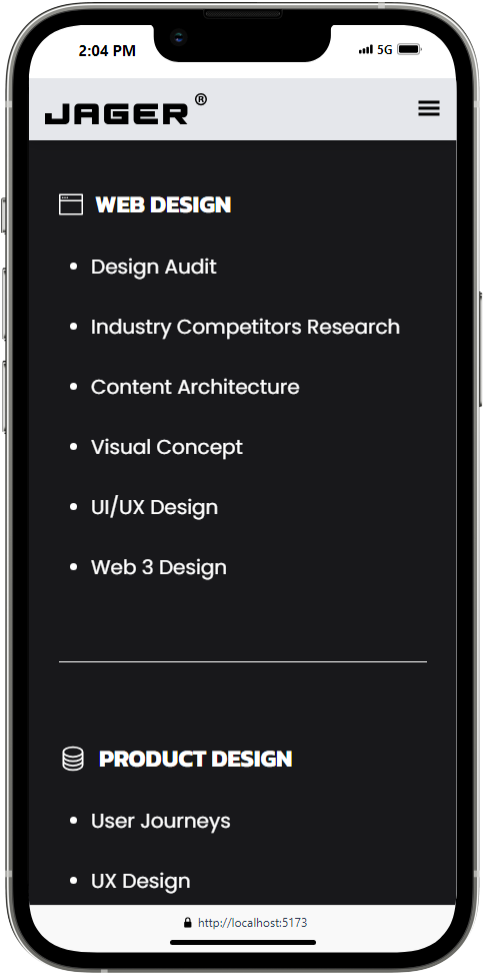 2:04 PM 5G
JAGER®
WEB DESIGN
• Design Audit
• Industry Competitors Research
• Content Architecture
• Visual Concept
• UI/UX Design
• Web 3 Design
PRODUCT DESIGN
• User Journeys
• UX Design
http://localhost:5173